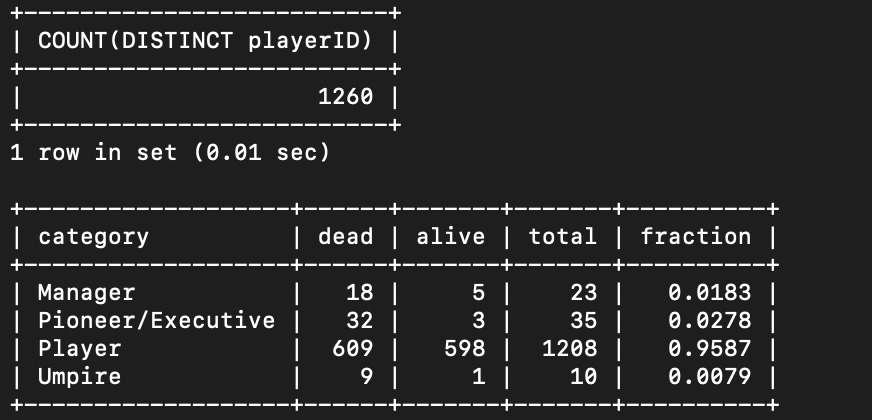 +---------------------------+
| COUNT(DISTINCT playerID) |
+---------------------------+
|                     1260 |
+---------------------------+
1 row in set (0.01 sec)

+-------------------+------+-------+-------+----------+
| category          | dead | alive | total | fraction |
+-------------------+------+-------+-------+----------+
| Manager           |   18 |     5 |    23 |   0.0183 |
| Pioneer/Executive |   32 |     3 |    35 |   0.0278 |
| Player            |  609 |   598 |  1208 |   0.9587 |
| Umpire            |    9 |     1 |    10 |   0.0079 |
+-------------------+------+-------+-------+----------+